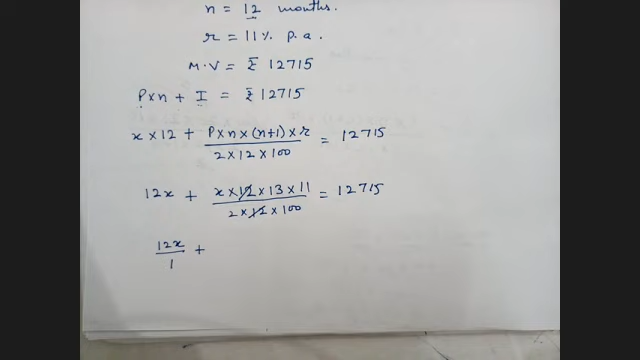 n = 12 months.
r = 11% p.a.
M.V = ₹ 12715
P×n + I = ₹ 12715
x × 12 + P×n×(n+1)×r / 2×12×100 = 12715
12x + x×12×13×11 / 2×12×100 = 12715
12x / 1 +